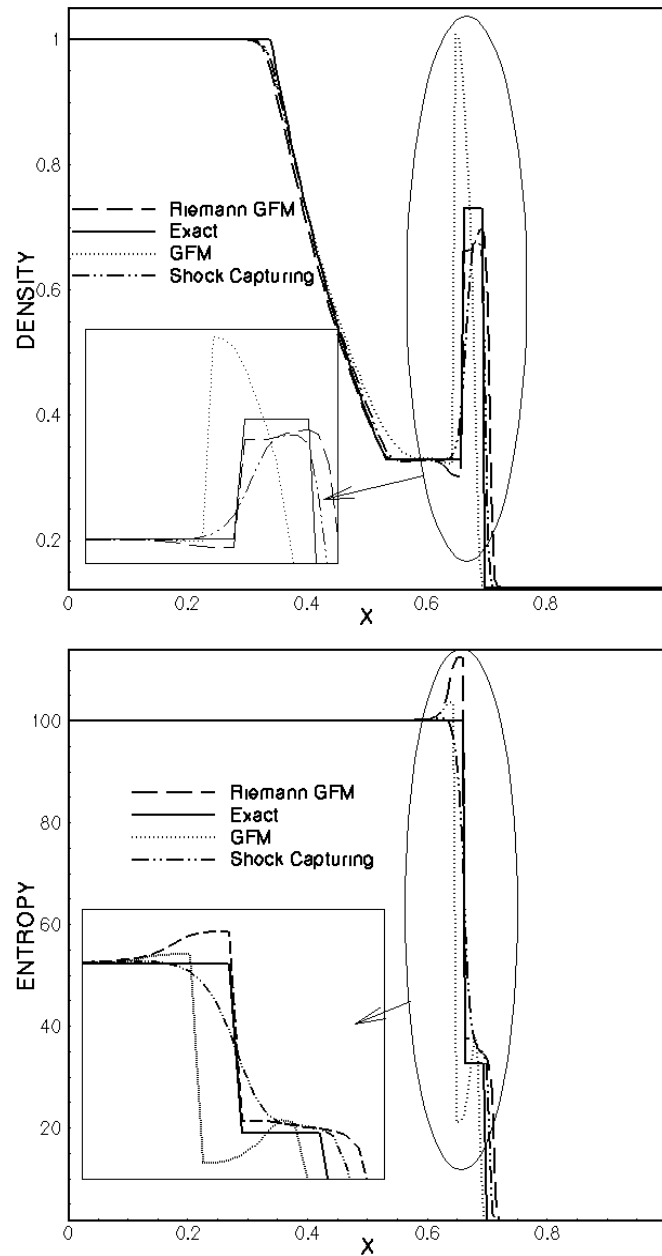 1
0.8
0.6
0.4
0.2
DENSITY
Riemann GFM
Exact
GFM
Shock Capturing
0
0.2
0.4
0.6
0.8
X
100
80
60
40
20
ENTROPY
Riemann GFM
Exact
GFM
Shock Capturing
0
0.2
0.4
0.6
0.8
X